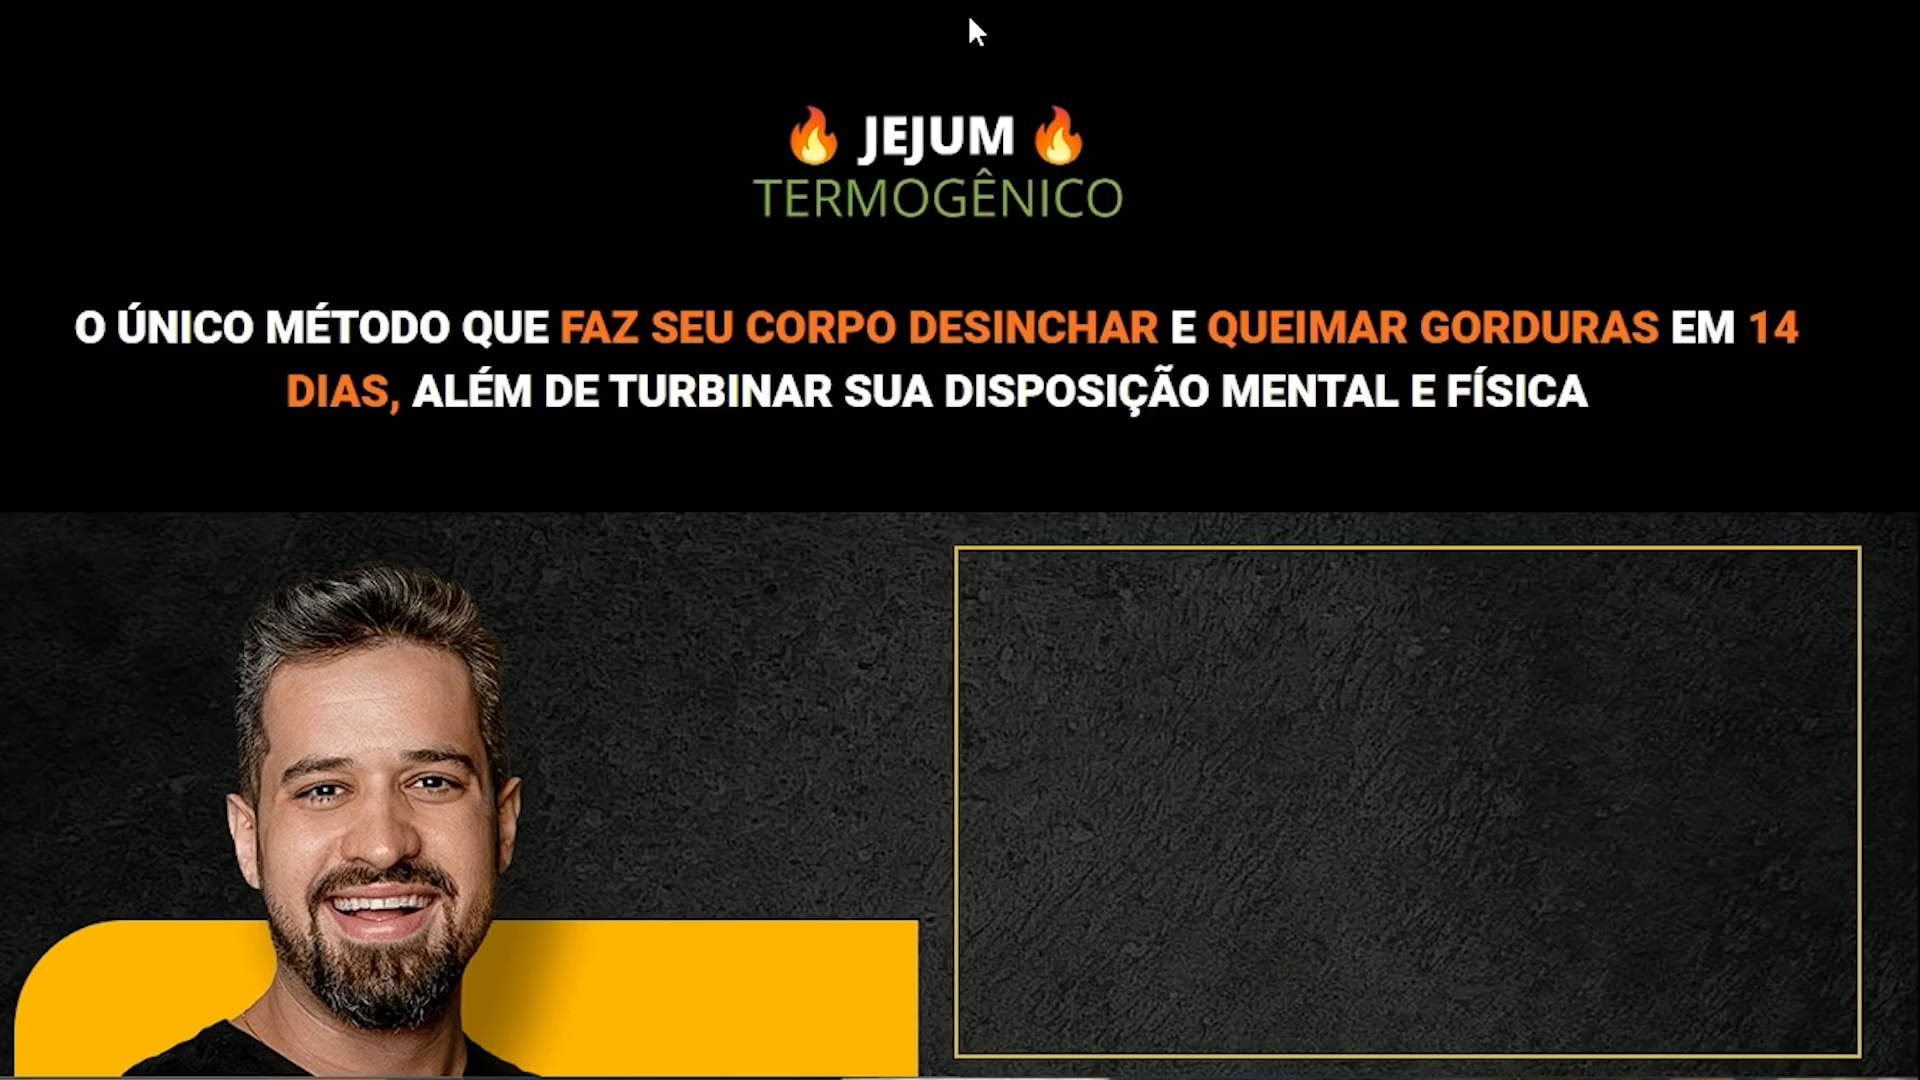 🔥 JEJUM 🔥
TERMOGÊNICO
O ÚNICO MÉTODO QUE FAZ SEU CORPO DESINCHAR E QUEIMAR GORDURAS EM 14
DIAS, ALÉM DE TURBINAR SUA DISPOSIÇÃO MENTAL E FÍSICA